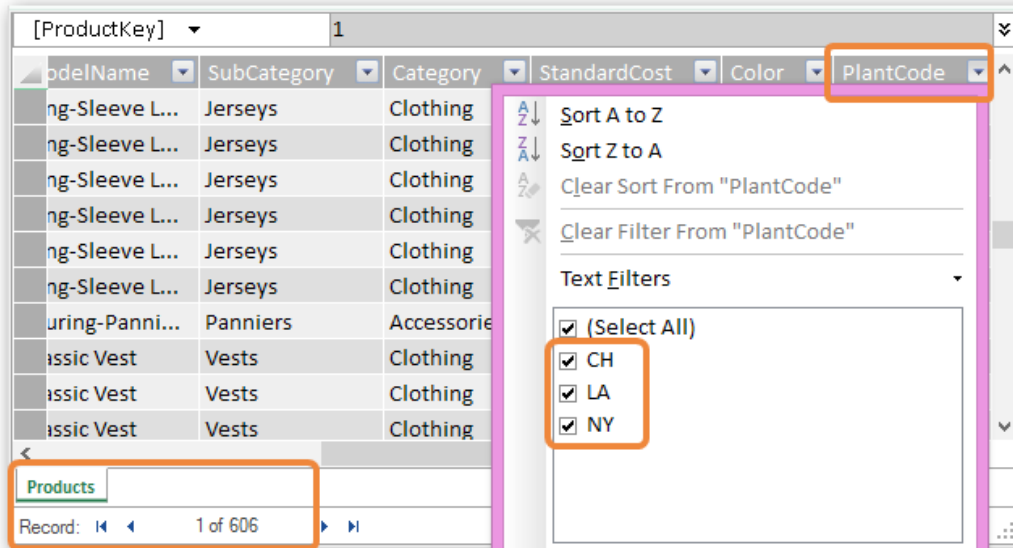 [ProductKey] 1
odelName SubCategory Category StandardCost Color PlantCode
ng-Sleeve L... Jerseys Clothing
ng-Sleeve L... Jerseys Clothing
ng-Sleeve L... Jerseys Clothing
ng-Sleeve L... Jerseys Clothing
ng-Sleeve L... Jerseys Clothing
ng-Sleeve L... Jerseys Clothing
uring-Panni... Panniers Accessorie
assic Vest Vests Clothing
assic Vest Vests Clothing
assic Vest Vests Clothing
Sort A to Z
Sort Z to A
Clear Sort From "PlantCode"
Clear Filter From "PlantCode"
Text Filters
(Select All)
CH
LA
NY
Products
Record: 1 of 606